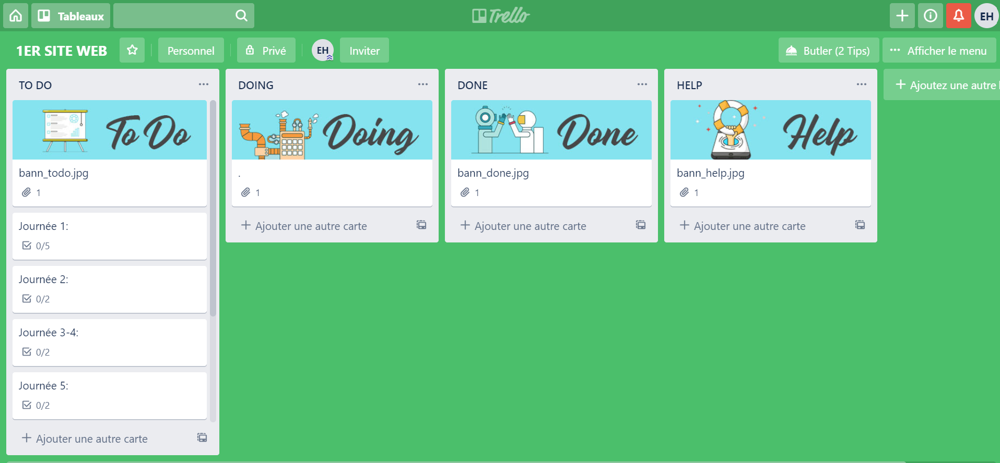 Tableaux
Trello
EH
1ER SITE WEB
Personnel
Privé
EH
Inviter
Butler (2 Tips)
Afficher le menu
TO DO
To Do
bann_todo.jpg
1
Journée 1:
0/5
Journée 2:
0/2
Journée 3-4:
0/2
Journée 5:
0/2
Ajouter une autre carte
DOING
Doing
.
1
Ajouter une autre carte
DONE
Done
bann_done.jpg
1
Ajouter une autre carte
HELP
Help
bann_help.jpg
1
Ajouter une autre carte
Ajoutez une autre